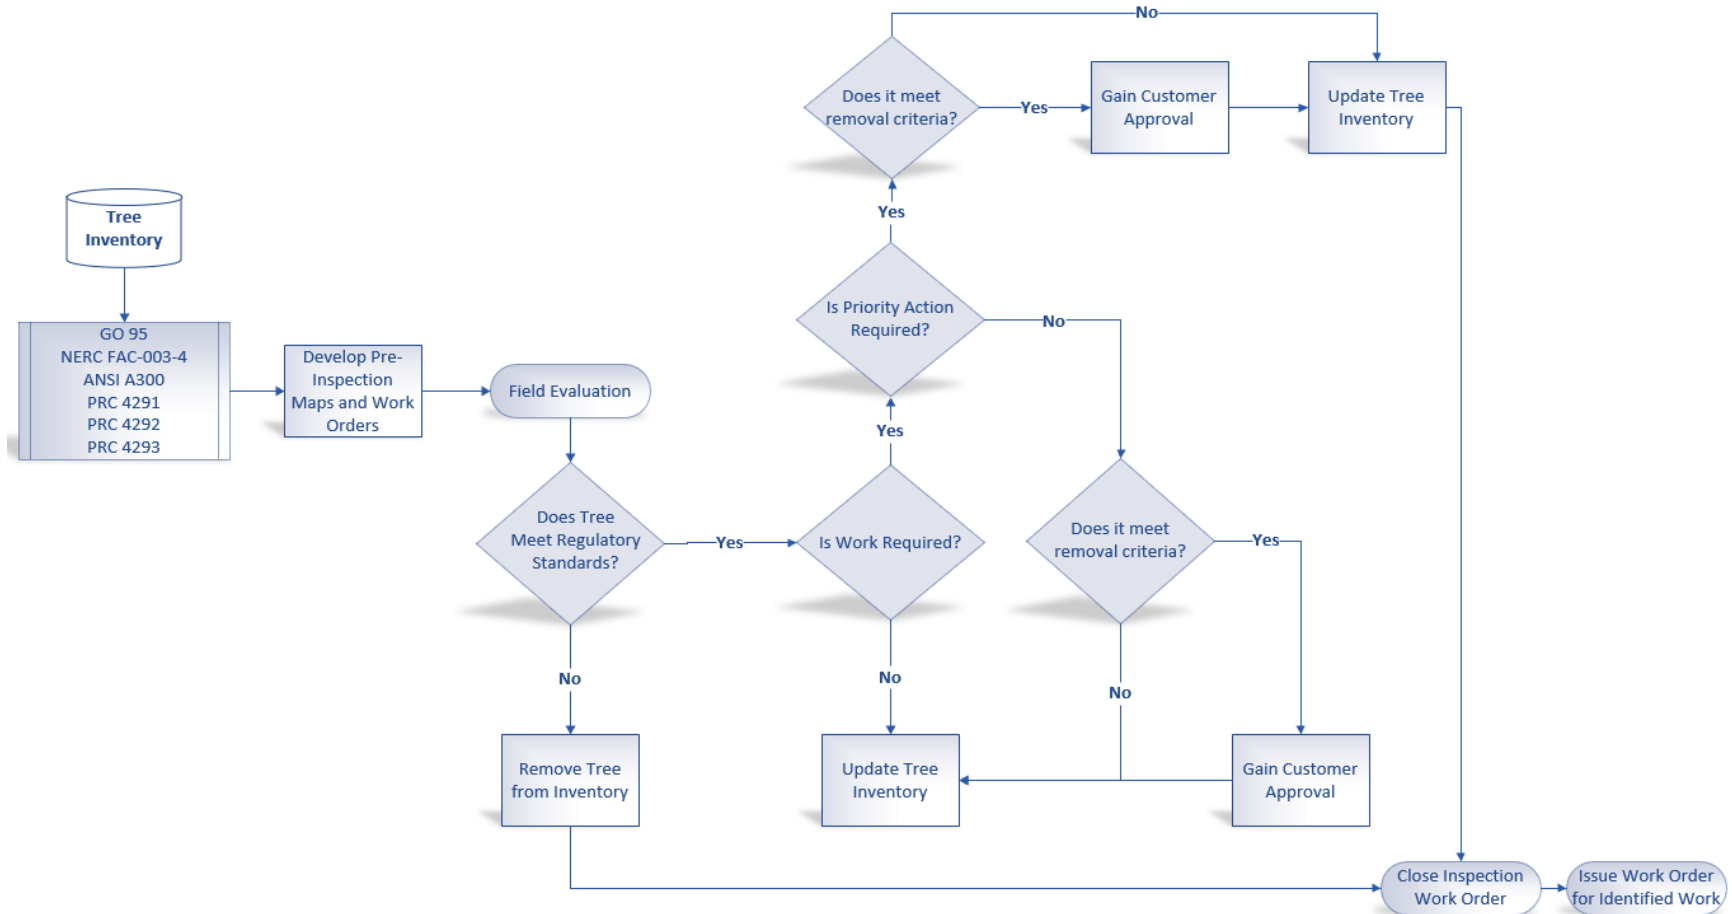 Tree
Inventory
GO 95
NERC FAC-003-4
ANSI A300
PRC 4291
PRC 4292
PRC 4293
Develop Pre-
Inspection
Maps and Work
Orders
Field Evaluation
Does Tree
Meet Regulatory
Standards?
Yes
No
Remove Tree
from Inventory
Is Work Required?
Yes
No
Update Tree
Inventory
Is Priority Action
Required?
Yes
No
Does it meet
removal criteria?
No
Yes
Gain Customer
Approval
Update Tree
Inventory
Does it meet
removal criteria?
Yes
No
Gain Customer
Approval
Close Inspection
Work Order
Issue Work Order
for Identified Work